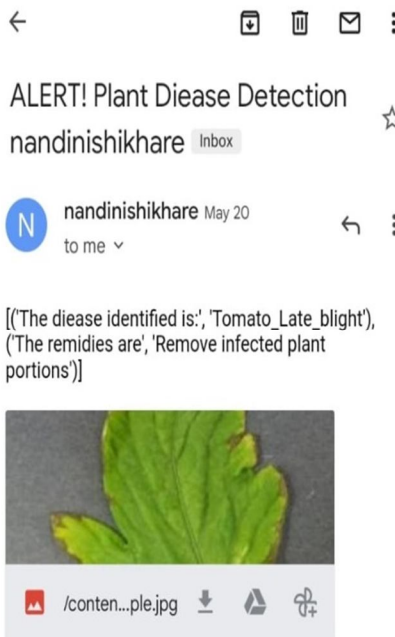 ALERT! Plant Diease Detection
nandinishikhare Inbox
N
nandinishikhare May 20
to me
[('The diease identified is:', 'Tomato_Late_blight'),
('The remidies are', 'Remove infected plant
portions')]
/conten...ple.jpg